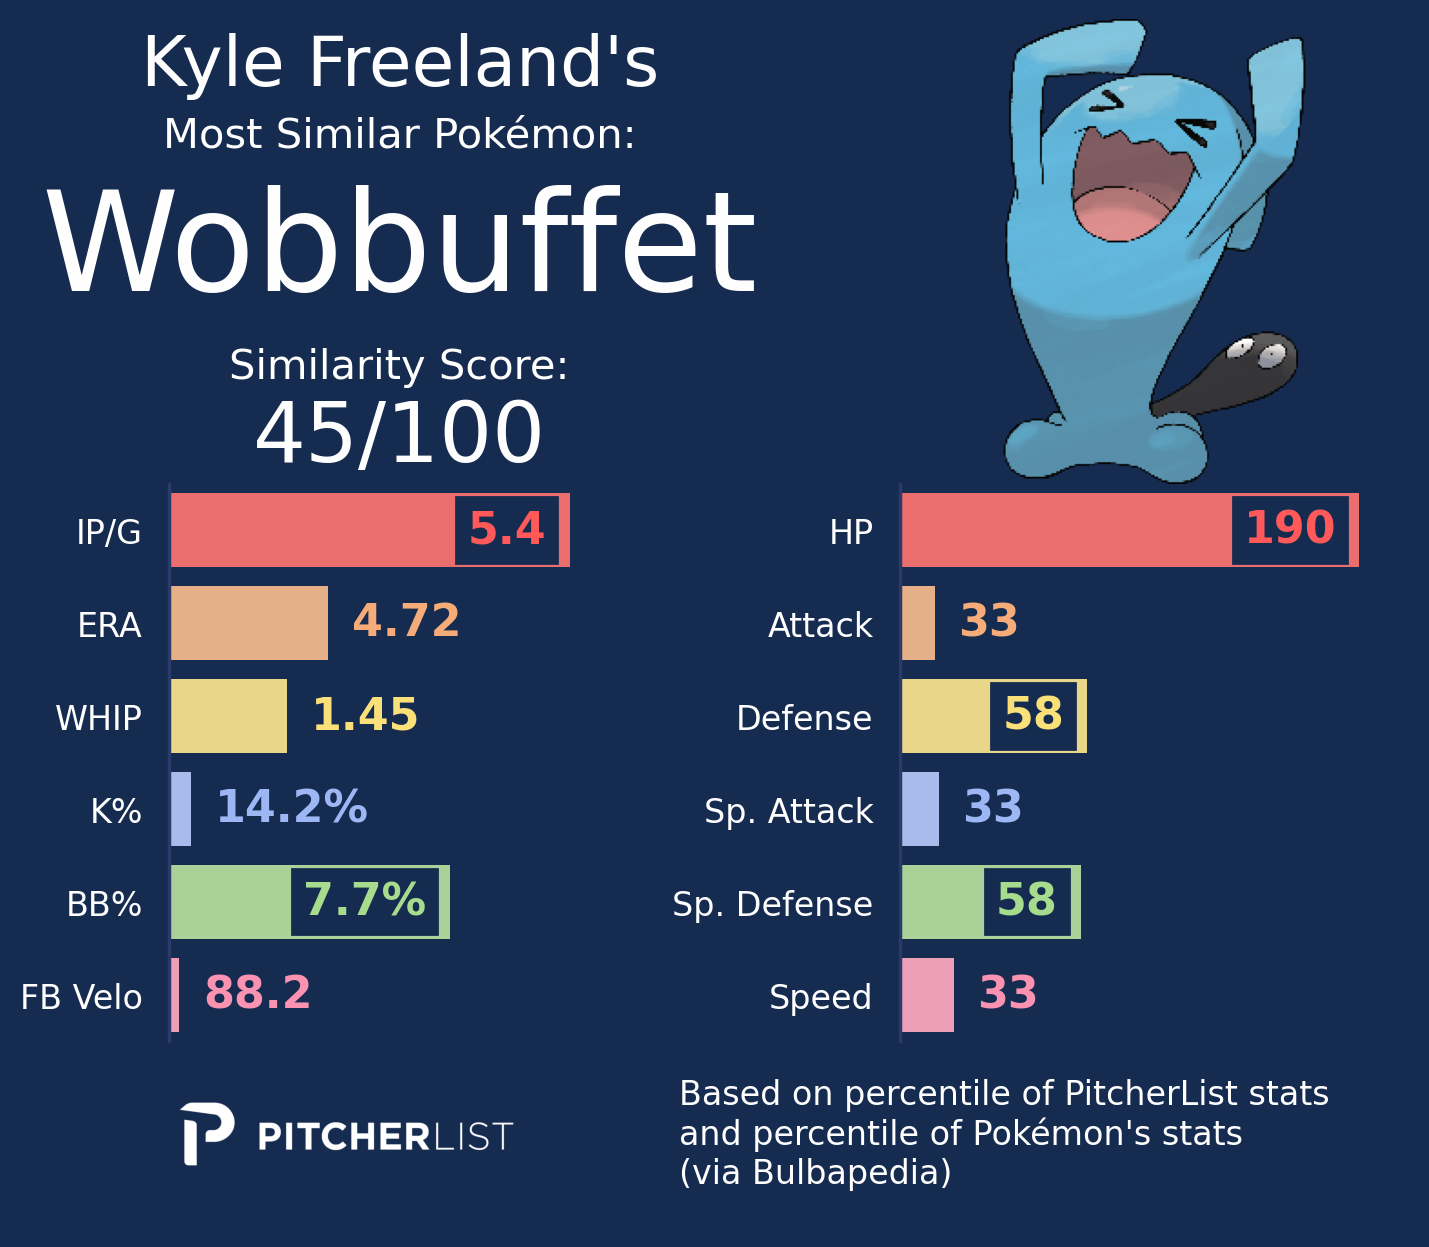 Kyle Freeland's
Most Similar Pokémon:
Wobbuffet
Similarity Score:
45/100
IP/G 5.4
ERA 4.72
WHIP 1.45
K% 14.2%
BB% 7.7%
FB Velo 88.2
HP 190
Attack 33
Defense 58
Sp. Attack 33
Sp. Defense 58
Speed 33
PITCHERLIST
Based on percentile of PitcherList stats
and percentile of Pokémon's stats
(via Bulbapedia)